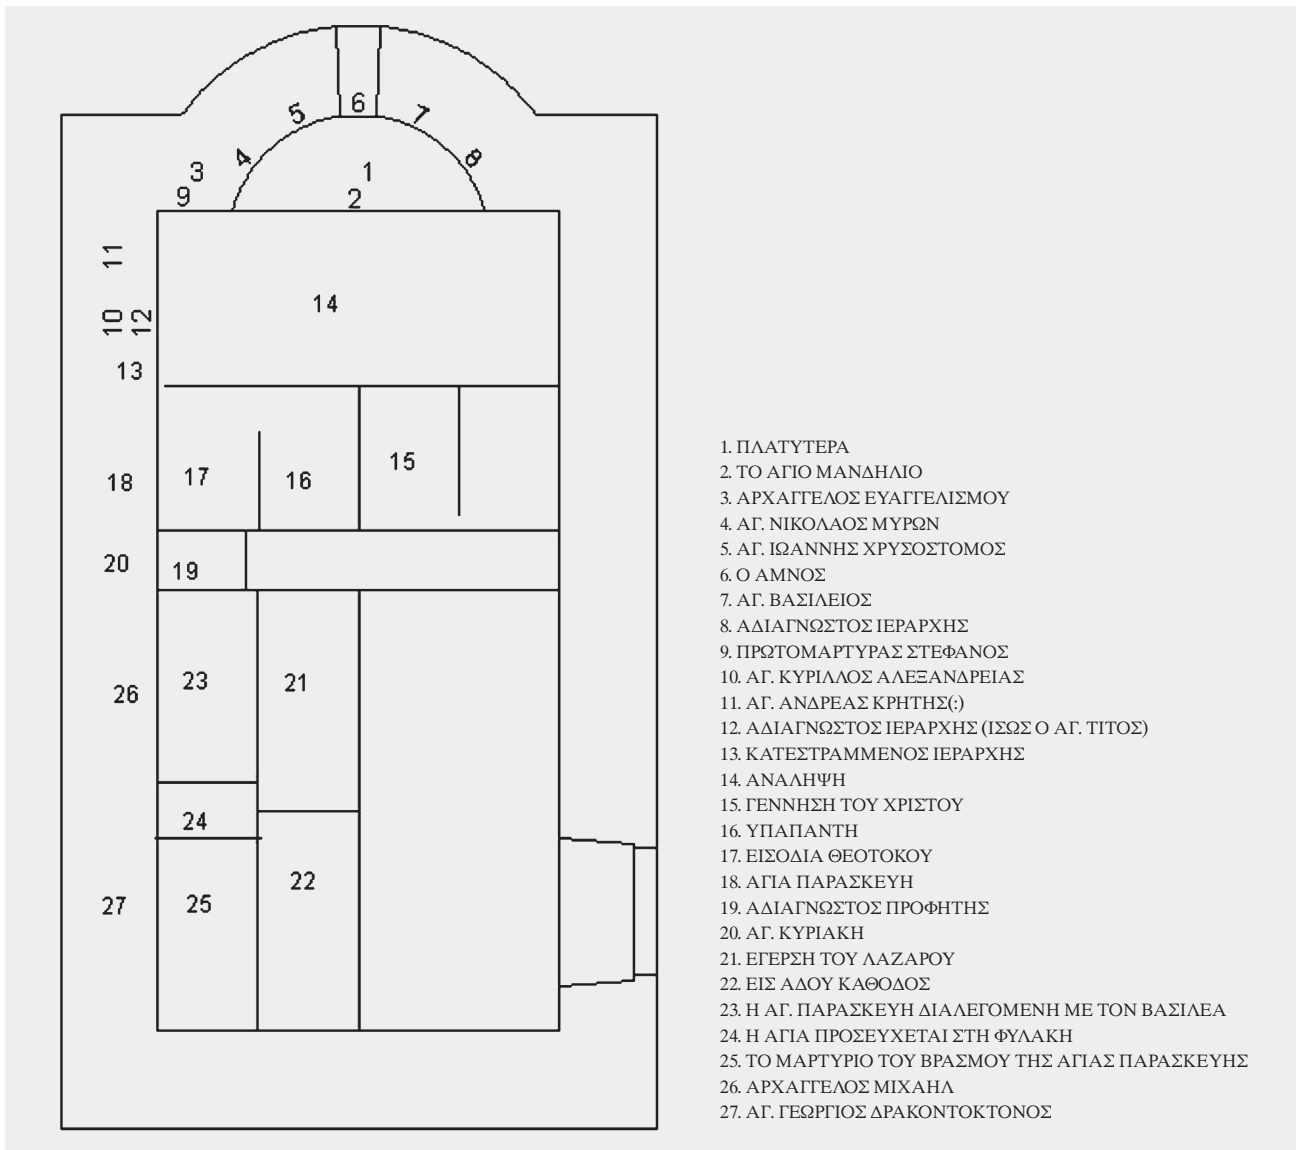 6
5
7
4
8
3
1
9
2
11
14
10
12
13
15
17
16
18
20
19
23
21
26
24
22
25
27
1. ΠΛΑΤΥΤΕΡΑ
2. ΤΟ ΑΓΙΟ ΜΑΝΔΗΛΙΟ
3. ΑΡΧΑΓΓΕΛΟΣ ΕΥΑΓΓΕΛΙΣΜΟΥ
4. ΑΓ. ΝΙΚΟΛΑΟΣ ΜΥΡΩΝ
5. ΑΓ. ΙΩΑΝΝΗΣ ΧΡΥΣΟΣΤΟΜΟΣ
6. Ο ΑΜΝΟΣ
7. ΑΓ. ΒΑΣΙΛΕΙΟΣ
8. ΑΔΙΑΓΝΩΣΤΟΣ ΙΕΡΑΡΧΗΣ
9. ΠΡΩΤΟΜΑΡΤΥΡΑΣ ΣΤΕΦΑΝΟΣ
10. ΑΓ. ΚΥΡΙΛΛΟΣ ΑΛΕΞΑΝΔΡΕΙΑΣ
11. ΑΓ. ΑΝΔΡΕΑΣ ΚΡΗΤΗΣ(:)
12. ΑΔΙΑΓΝΩΣΤΟΣ ΙΕΡΑΡΧΗΣ (ΙΣΩΣ Ο ΑΓ. ΤΙΤΟΣ)
13. ΚΑΤΕΣΤΡΑΜΜΕΝΟΣ ΙΕΡΑΡΧΗΣ
14. ΑΝΑΛΗΨΗ
15. ΓΕΝΝΗΣΗ ΤΟΥ ΧΡΙΣΤΟΥ
16. ΥΠΑΠΑΝΤΗ
17. ΕΙΣΟΔΙΑ ΘΕΟΤΟΚΟΥ
18. ΑΓΙΑ ΠΑΡΑΣΚΕΥΗ
19. ΑΔΙΑΓΝΩΣΤΟΣ ΠΡΟΦΗΤΗΣ
20. ΑΓ. ΚΥΡΙΑΚΗ
21. ΕΓΕΡΣΗ ΤΟΥ ΛΑΖΑΡΟΥ
22. ΕΙΣ ΑΔΟΥ ΚΑΘΟΔΟΣ
23. Η ΑΓ. ΠΑΡΑΣΚΕΥΗ ΔΙΑΛΕΓΟΜΕΝΗ ΜΕ ΤΟΝ ΒΑΣΙΛΕΑ
24. Η ΑΓΙΑ ΠΡΟΣΕΥΧΕΤΑΙ ΣΤΗ ΦΥΛΑΚΗ
25. ΤΟ ΜΑΡΤΥΡΙΟ ΤΟΥ ΒΡΑΣΜΟΥ ΤΗΣ ΑΓΙΑΣ ΠΑΡΑΣΚΕΥΗΣ
26. ΑΡΧΑΓΓΕΛΟΣ ΜΙΧΑΗΛ
27. ΑΓ. ΓΕΩΡΓΙΟΣ ΔΡΑΚΟΝΤΟΚΤΟΝΟΣ